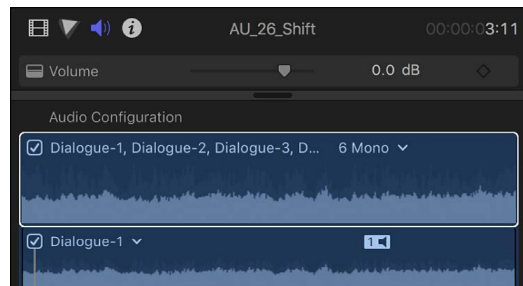 AU_26_Shift 00:00:03:11
Volume 0.0 dB
Audio Configuration
Dialogue-1, Dialogue-2, Dialogue-3, D... 6 Mono
Dialogue-1 1